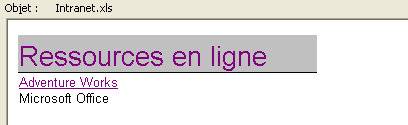 Objet : Intranet.xls
Ressources en ligne
Adventure Works
Microsoft Office